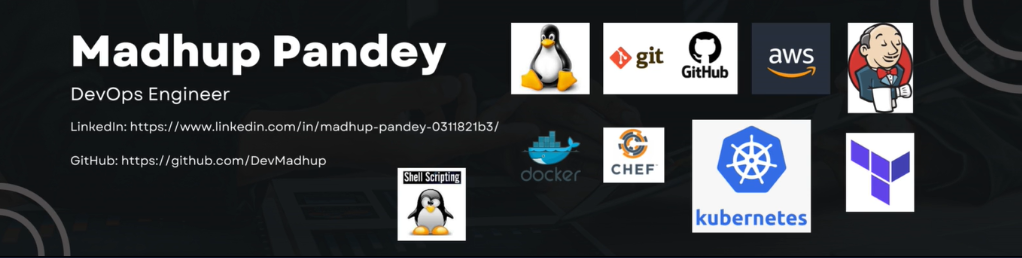 Madhup Pandey
DevOps Engineer
LinkedIn: https://www.linkedin.com/in/madhup-pandey-0311821b3/
GitHub: https://github.com/DevMadhup
Shell Scripting
git
GitHub
aws
docker
CHEF
kubernetes